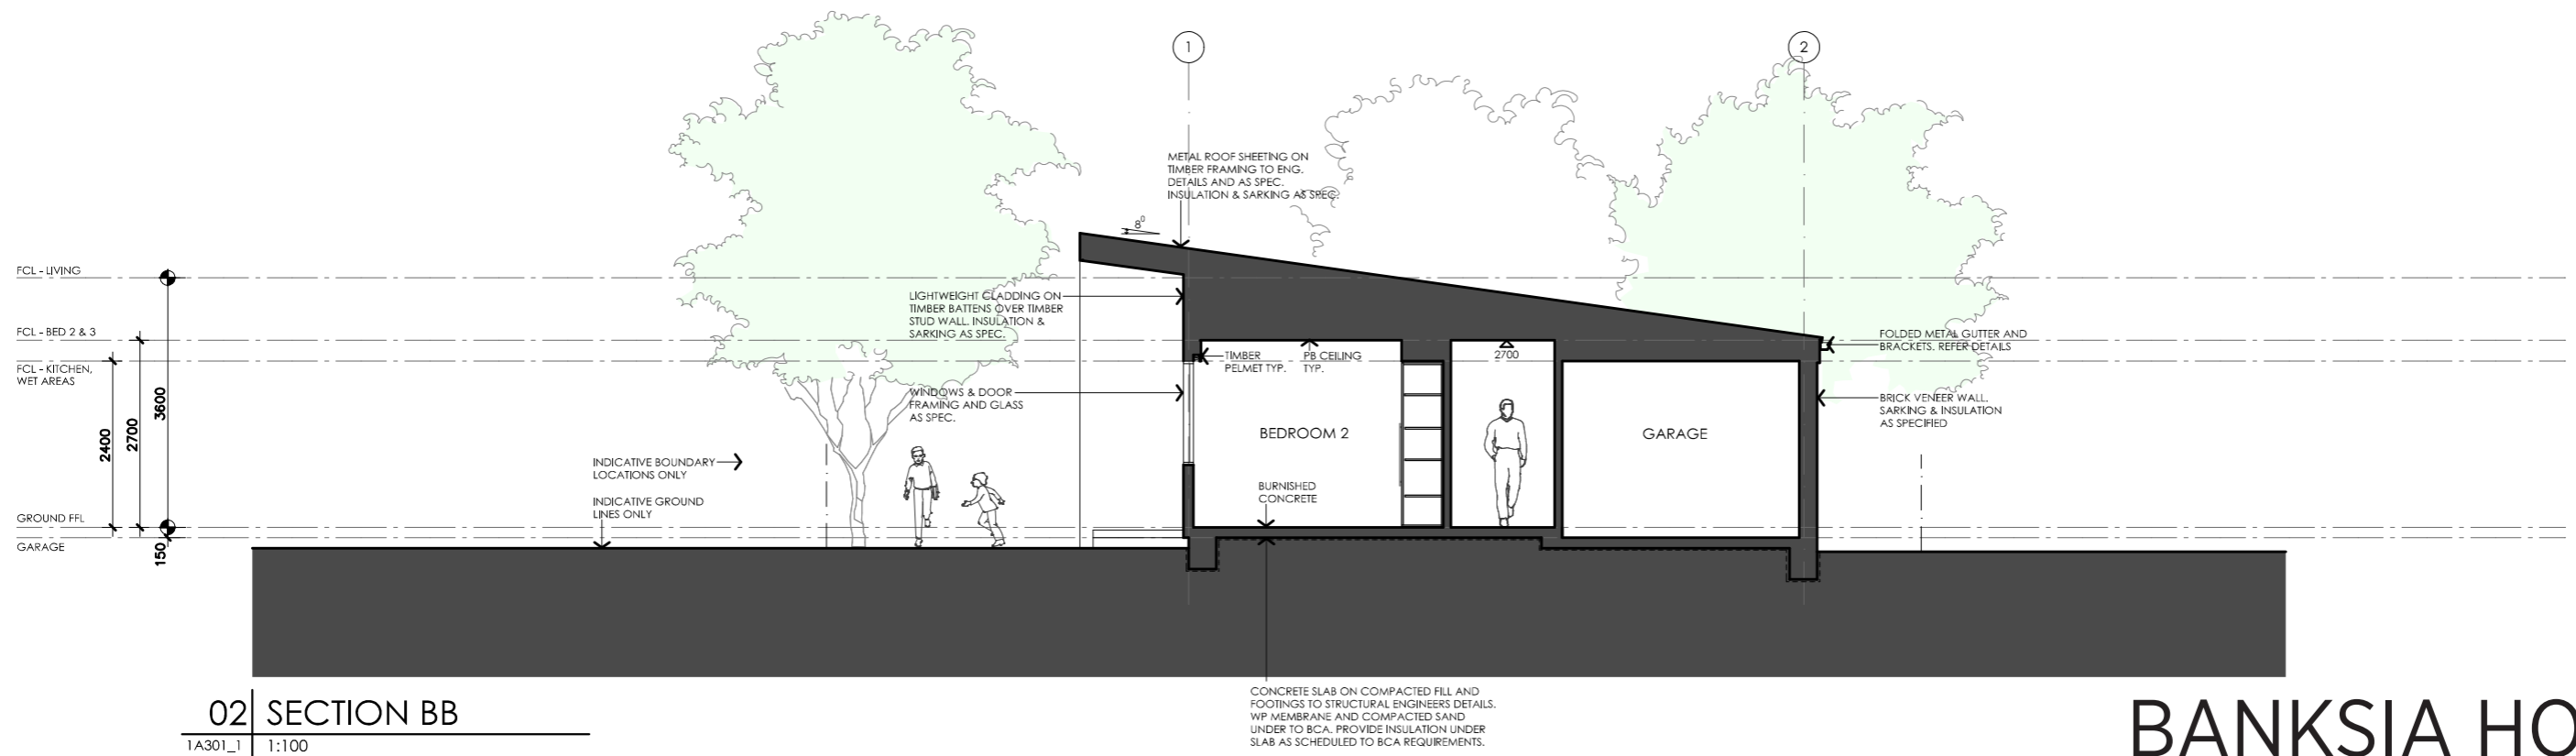 1
2
METAL ROOF SHEETING ON
TIMBER FRAMING TO ENG.
DETAILS AND AS SPEC.
INSULATION & SARKING AS SPEC.
8⁰
FCL - LIVING
LIGHTWEIGHT CLADDING ON
TIMBER BATTENS OVER TIMBER
STUD WALL. INSULATION &
SARKING AS SPEC.
FCL - BED 2 & 3
FOLDED METAL GUTTER AND
BRACKETS. REFER DETAILS
TIMBER
PELMET TYP.
PB CEILING
TYP.
2700
FCL - KITCHEN,
WET AREAS
WINDOWS & DOOR
FRAMING AND GLASS
AS SPEC.
BRICK VENEER WALL.
SARKING & INSULATION
AS SPECIFIED
2400
2700
3600
BEDROOM 2
GARAGE
INDICATIVE BOUNDARY
LOCATIONS ONLY
BURNISHED
CONCRETE
INDICATIVE GROUND
LINES ONLY
GROUND FFL
GARAGE
150
CONCRETE SLAB ON COMPACTED FILL AND
FOOTINGS TO STRUCTURAL ENGINEERS DETAILS.
WP MEMBRANE AND COMPACTED SAND
UNDER TO BCA. PROVIDE INSULATION UNDER
SLAB AS SCHEDULED TO BCA REQUIREMENTS.
02 SECTION BB
1A301_1 1:100
BANKSIA HO